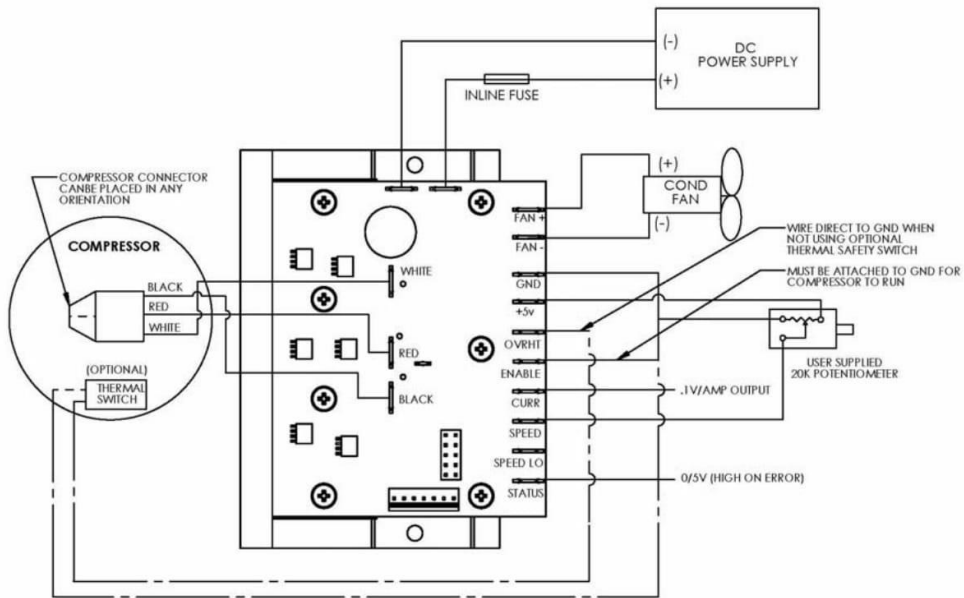 (-)
DC
POWER SUPPLY
(+)
INLINE FUSE
COMPRESSOR CONNECTOR
CANBE PLACED IN ANY
ORIENTATION
(+)
COND
FAN
(-)
FAN +
FAN -
WIRE DIRECT TO GND WHEN
NOT USING OPTIONAL
THERMAL SAFETY SWITCH
COMPRESSOR
WHITE
GND
MUST BE ATTACHED TO GND FOR
COMPRESSOR TO RUN
BLACK
RED
WHITE
+5v
OVRHT
RED
ENABLE
USER SUPPLIED
20K POTENTIOMETER
(OPTIONAL)
THERMAL
SWITCH
BLACK
CURR
.1V/AMP OUTPUT
SPEED
SPEED LO
STATUS
0/5V (HIGH ON ERROR)